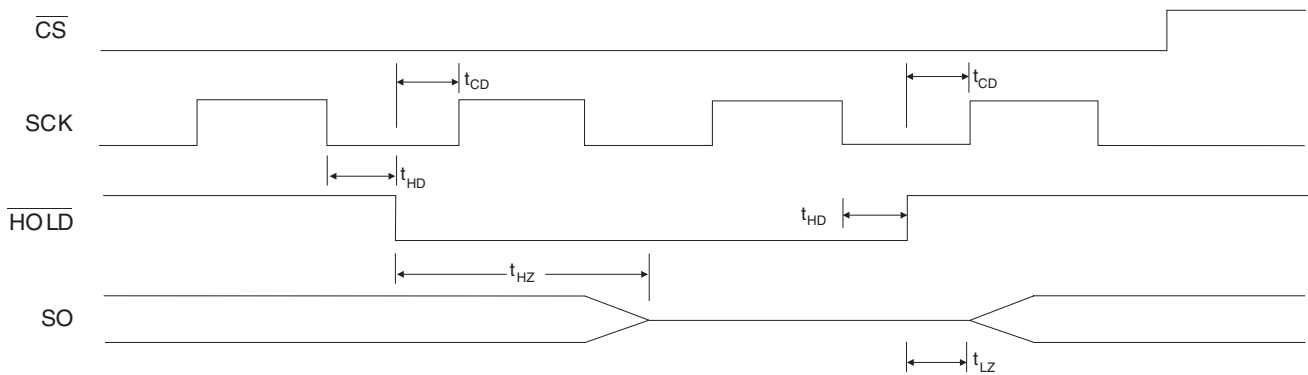 CS
t_CD
t_CD
SCK
t_HD
HOLD
t_HD
t_HZ
SO
t_LZ